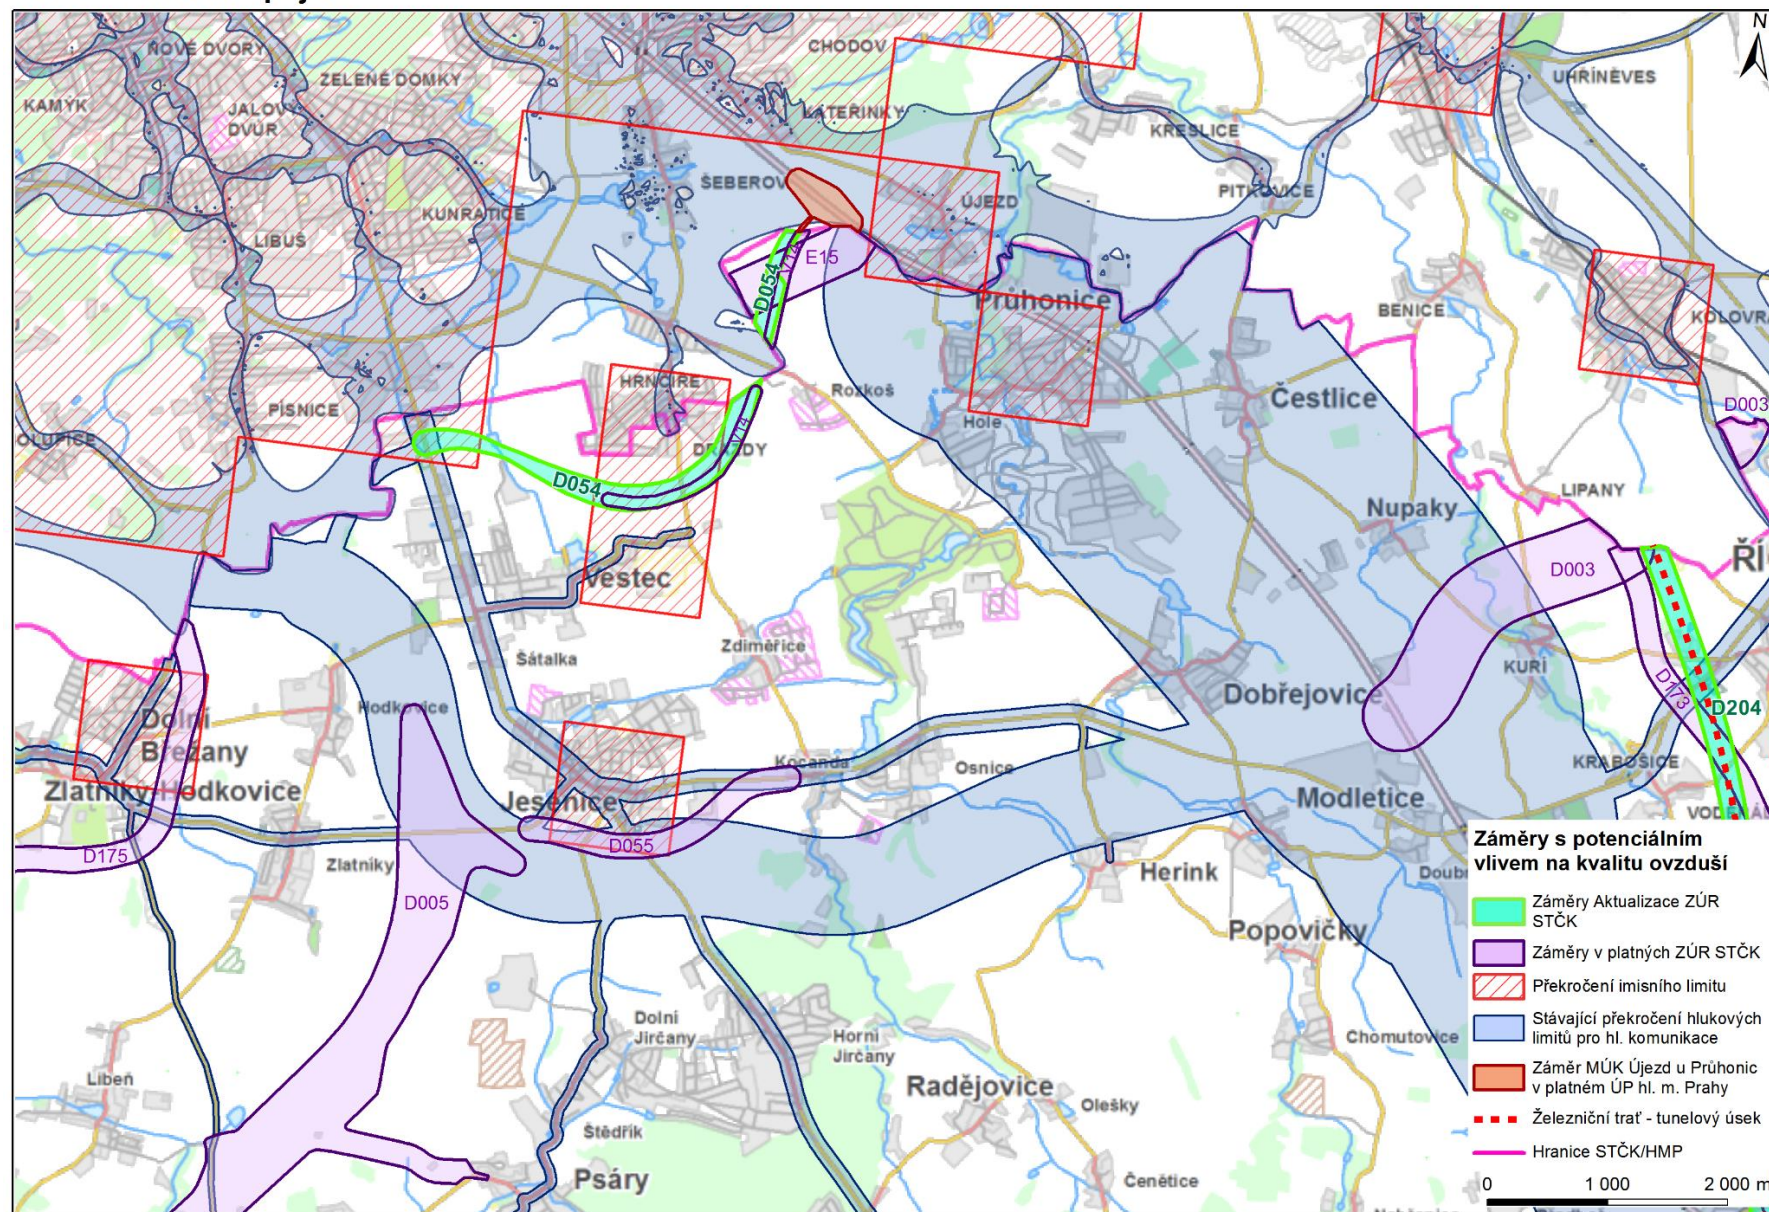 N
NOVÉ DVORY
CHODOV
ZELENÉ DOMKY
UHŘÍNĚVES
KAMÝK
JALOVÝ
DVŮR
KATEŘINKY
KŘESLICE
ŠEBEROV
PITKOVICE
ÚJEZD
KUNRATICE
LIBUŠ
E15
D054
Průhonice
BENICE
HRNČÍŘE
Rozkoš
Čestlice
PÍSNICE
D003
Hole
D054
Nupaky
LIPANY
D003
Vestec
Zdiměřice
Šátalka
KUŘÍ
D173
Dobřejovice
Hodkovice
D204
Dolní
Břežany
Kocanda
Osnice
KRABOŠICE
Zlatníky-Hodkovice
Jesenice
Modletice
D175
D055
Zlatníky
Herink
D005
Popovičky
Dolní
Jirčany
Horní
Jirčany
Chomutovice
Libeň
Radějovice
Olešky
Štědřík
Psáry
Čenětice
Záměry s potenciálním
vlivem na kvalitu ovzduší
Záměry Aktualizace ZÚR
STČK
Záměry v platných ZÚR STČK
Překročení imisního limitu
Stávající překročení hlukových
limitů pro hl. komunikace
Záměr MÚK Újezd u Průhonic
v platném ÚP hl. m. Prahy
Železniční trať - tunelový úsek
Hranice STČK/HMP
0 1 000 2 000 m